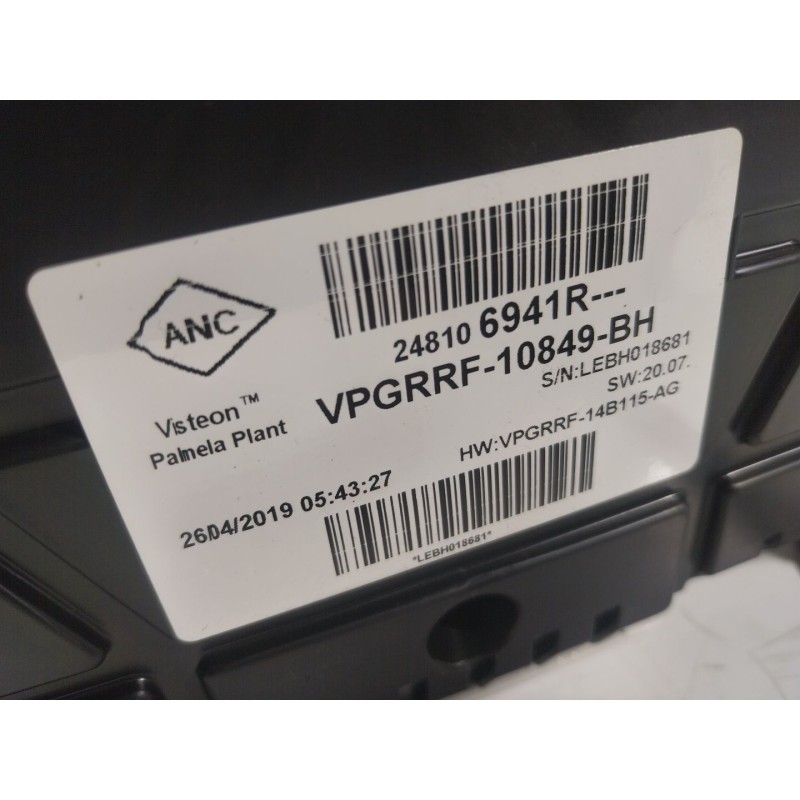 ANC
24810 6941R---
VPGRRF-10849-BH
S/N:LEBH018681
SW:20.07.
HW:VPGRRF-14B115-AG
Visteon™
Palmela Plant
26/04/2019 05:43:27
*LEBH018681*